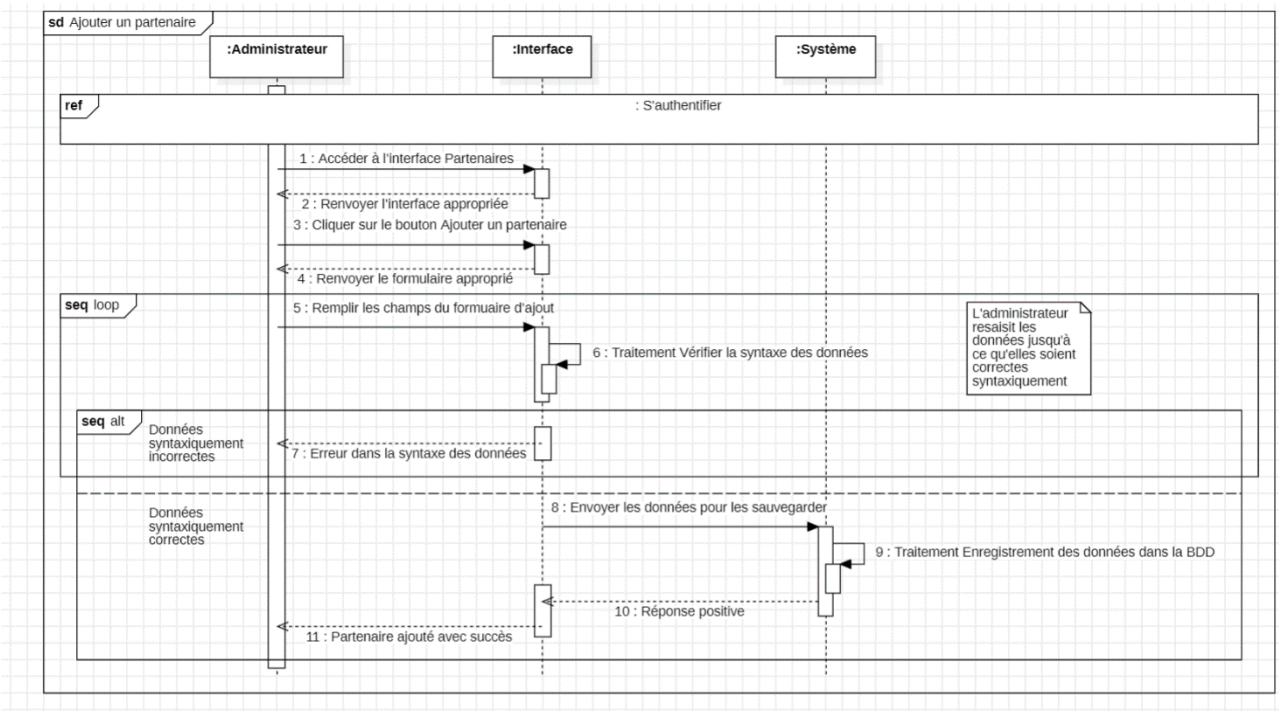 sd Ajouter un partenaire
:Administrateur
:Interface
:Système
ref
: S'authentifier
1 : Accéder à l'interface Partenaires
2 : Renvoyer l'interface appropriée
3 : Cliquer sur le bouton Ajouter un partenaire
4 : Renvoyer le formulaire approprié
seq loop
5 : Remplir les champs du formuaire d'ajout
L'administrateur
resaisit les
données jusqu'à
ce qu'elles soient
correctes
syntaxiquement
6 : Traitement Vérifier la syntaxe des données
seq alt
Données
syntaxiquement
incorrectes
7 : Erreur dans la syntaxe des données
Données
syntaxiquement
correctes
8 : Envoyer les données pour les sauvegarder
9 : Traitement Enregistrement des données dans la BDD
10 : Réponse positive
11 : Partenaire ajouté avec succès